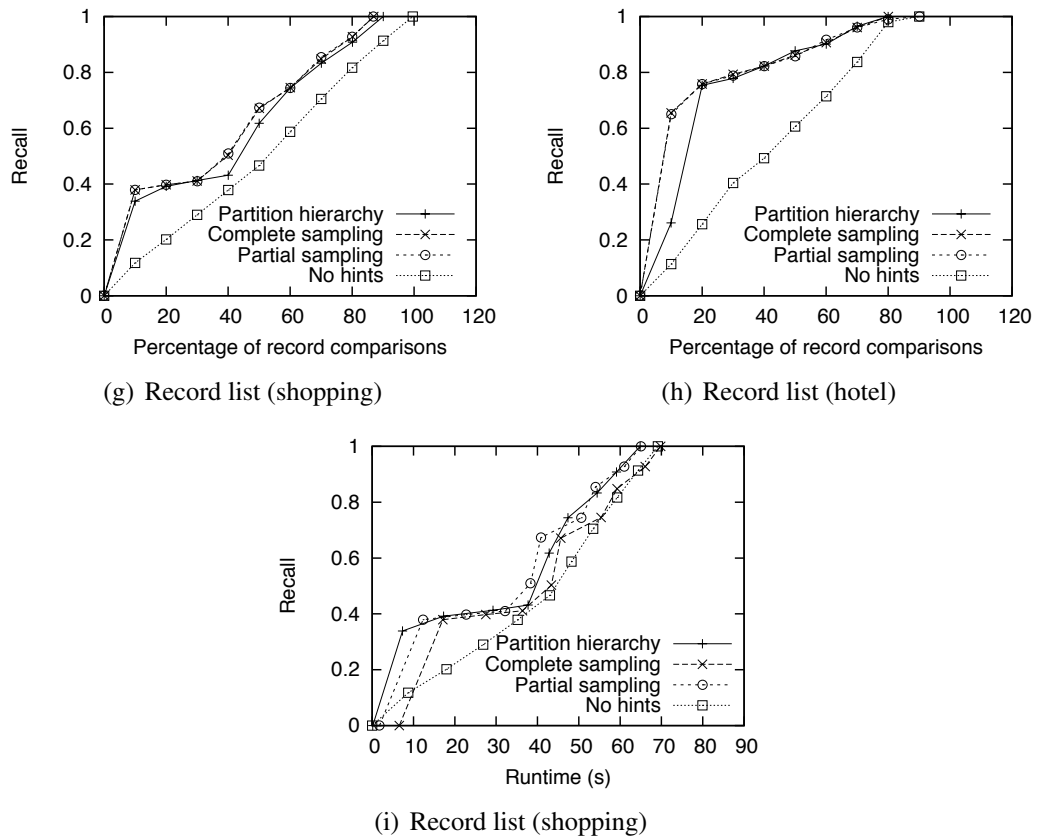 1
0.8
0.6
0.4
0.2
0
Recall
Partition hierarchy
Complete sampling
Partial sampling
No hints
0 20 40 60 80 100 120
Percentage of record comparisons
(g) Record list (shopping)
1
0.8
0.6
0.4
0.2
0
Recall
Partition hierarchy
Complete sampling
Partial sampling
No hints
0 20 40 60 80 100 120
Percentage of record comparisons
(h) Record list (hotel)
1
0.8
0.6
0.4
0.2
0
Recall
Partition hierarchy
Complete sampling
Partial sampling
No hints
0 10 20 30 40 50 60 70 80 90
Runtime (s)
(i) Record list (shopping)